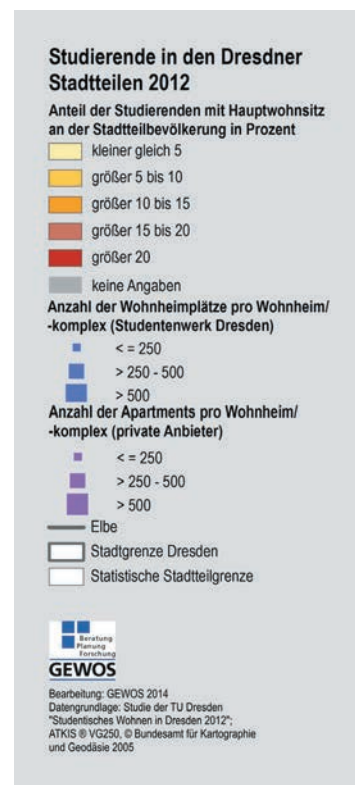 Studierende in den Dresdner
Stadtteilen 2012
Anteil der Studierenden mit Hauptwohnsitz
an der Stadtteilbevölkerung in Prozent
kleiner gleich 5
größer 5 bis 10
größer 10 bis 15
größer 15 bis 20
größer 20
keine Angaben
Anzahl der Wohnheimplätze pro Wohnheim/
-komplex (Studentenwerk Dresden)
< = 250
> 250 - 500
> 500
Anzahl der Apartments pro Wohnheim/
-komplex (private Anbieter)
< = 250
> 250 - 500
> 500
Elbe
Stadtgrenze Dresden
Statistische Stadtteilgrenze
Beratung
Planung
Forschung
GEWOS
Bearbeitung: GEWOS 2014
Datengrundlage: Studie der TU Dresden
"Studentisches Wohnen in Dresden 2012";
ATKIS ® VG250, © Bundesamt für Kartographie
und Geodäsie 2005